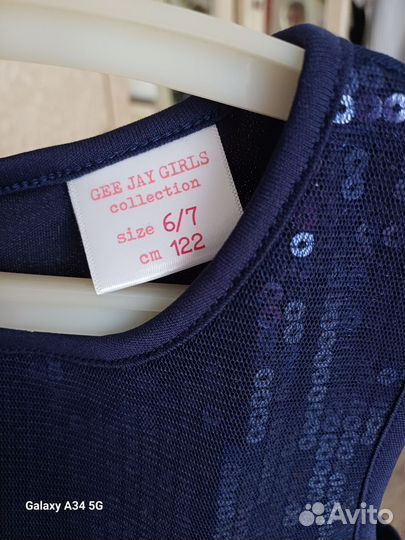 GEE JAY GIRLS
collection
size 6/7
cm 122
Galaxy A34 5G
Avito